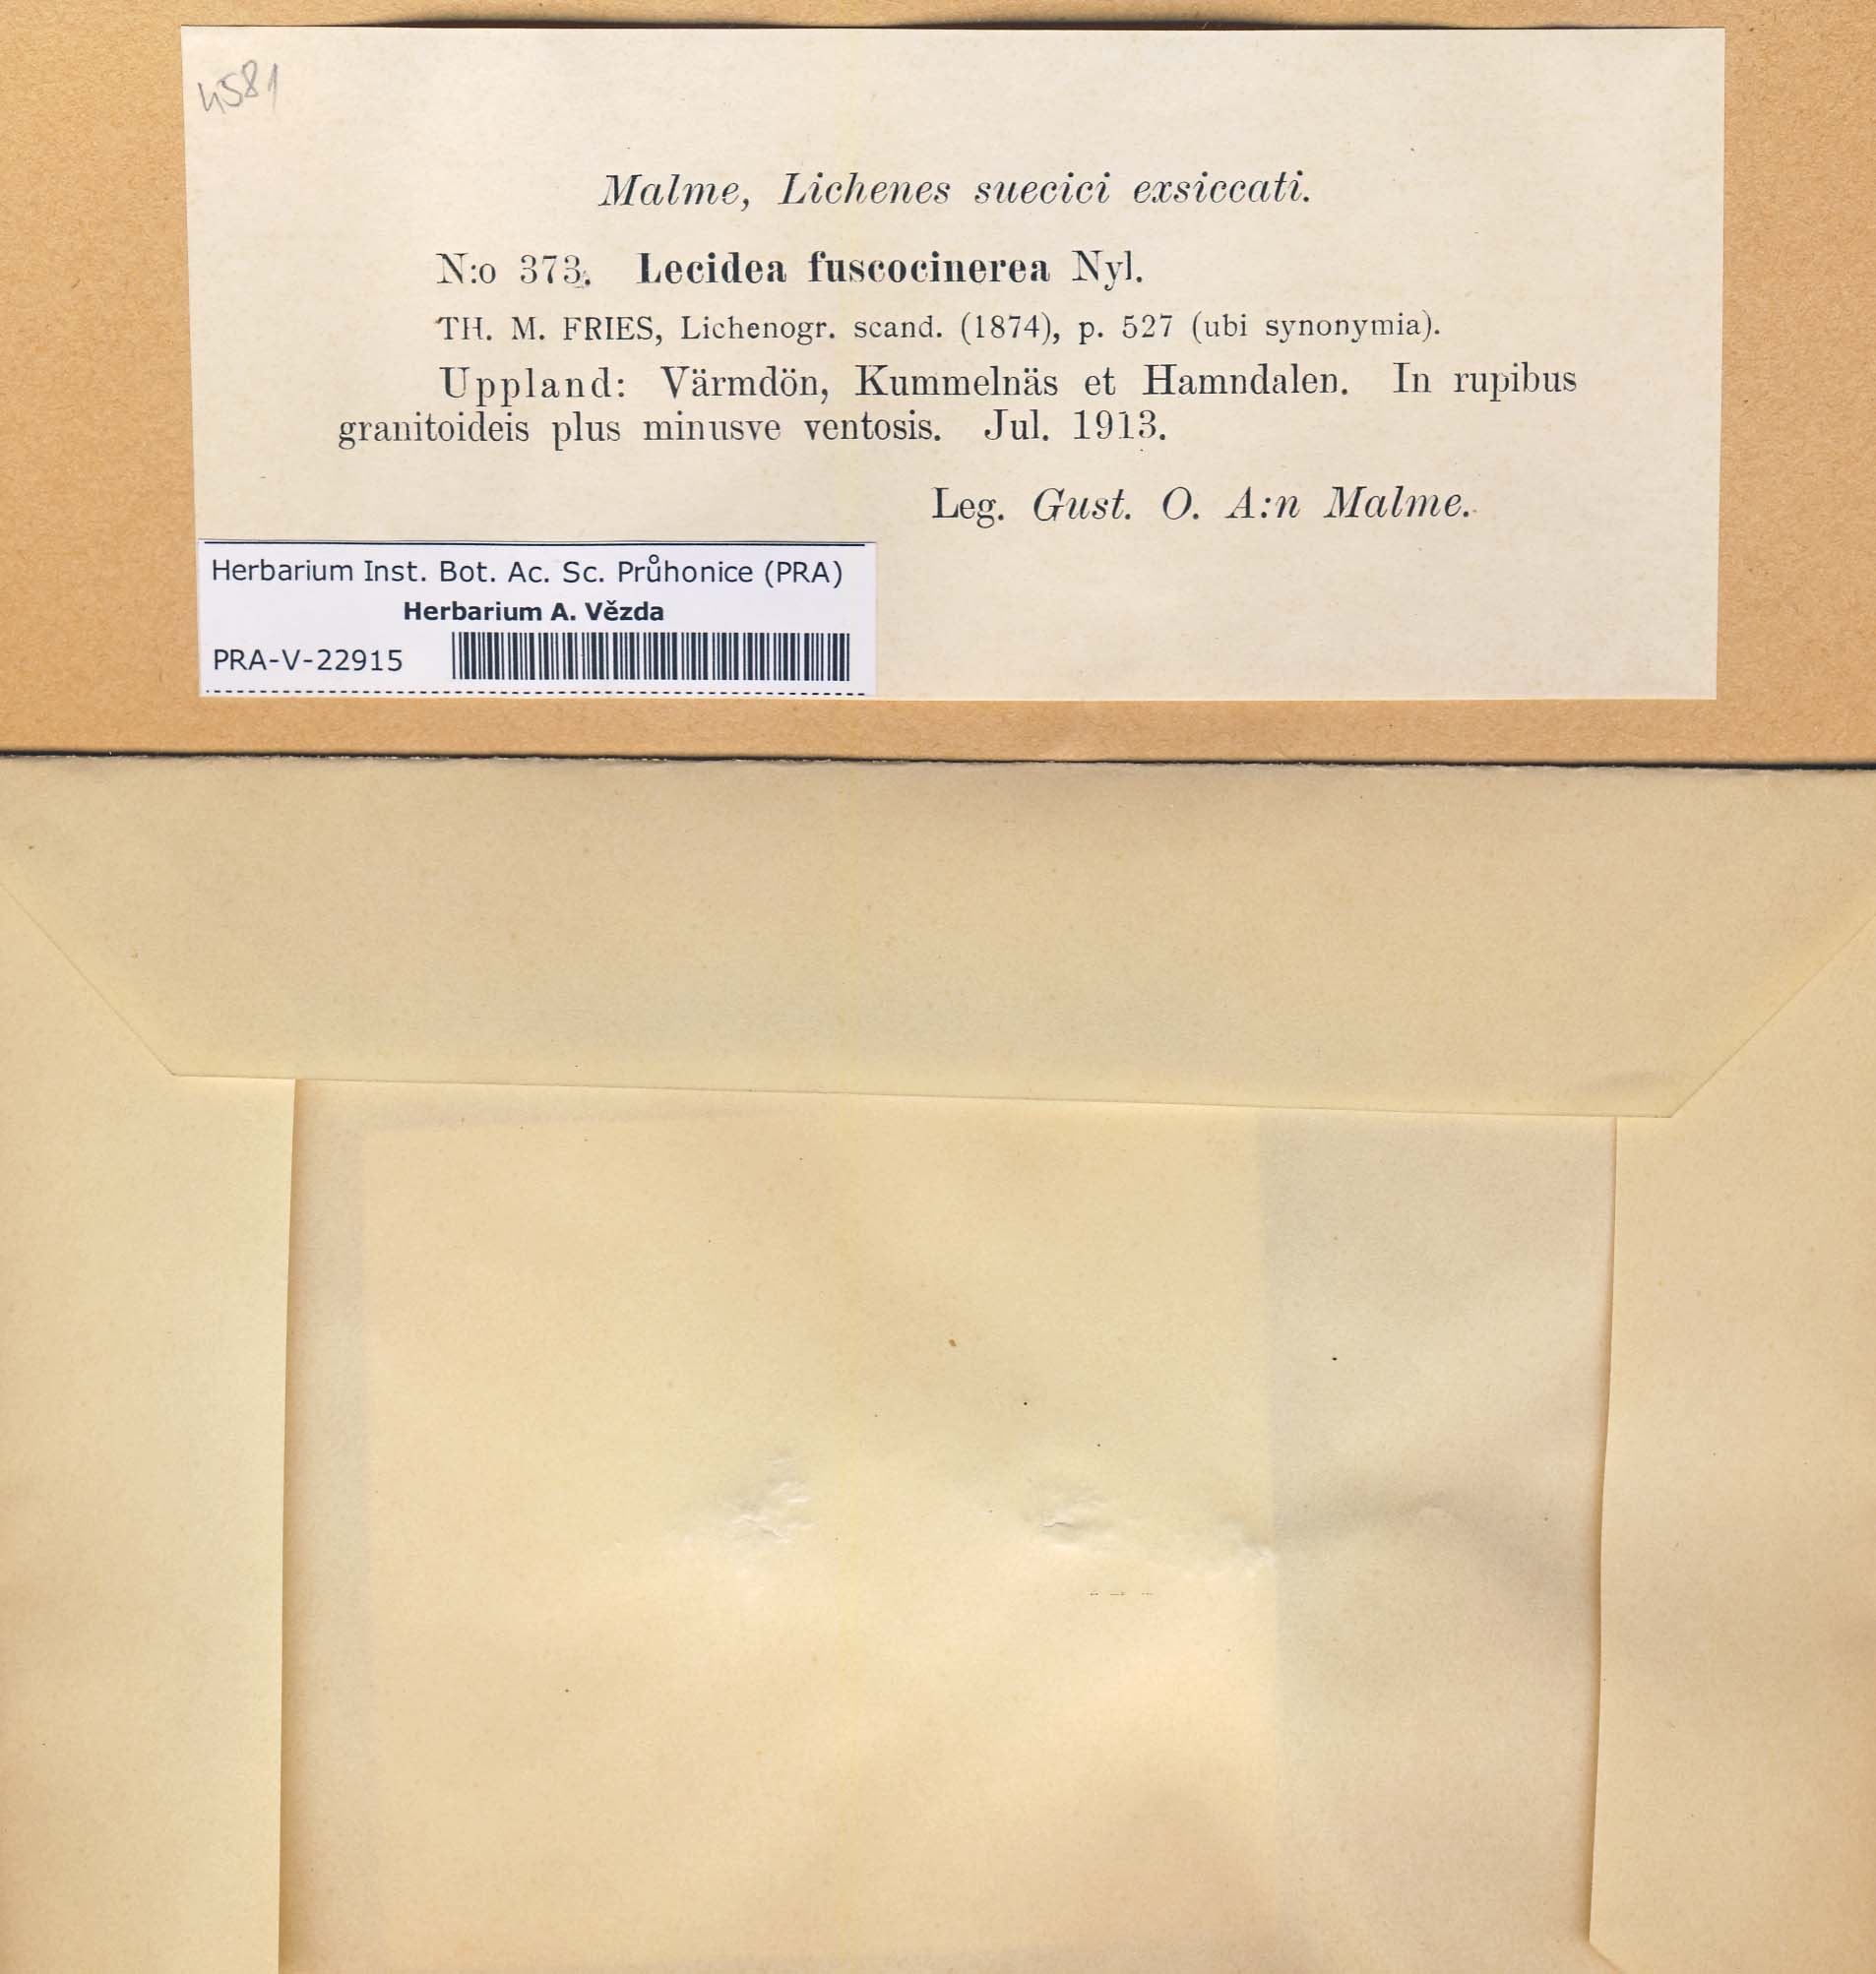 4581
Malme, Lichenes suecici exsiccati.
N:o 373. Lecidea fuscocinerea Nyl.
TH. M. FRIES, Lichenogr. scand. (1874), p. 527 (ubi synonymia).
Uppland: Värmdön, Kummelnäs et Hamndalen. In rupibus
granitoideis plus minusve ventosis. Jul. 1913.
Leg. Gust. O. A:n Malme.
Herbarium Inst. Bot. Ac. Sc. Průhonice (PRA)
Herbarium A. Vězda
PRA-V-22915